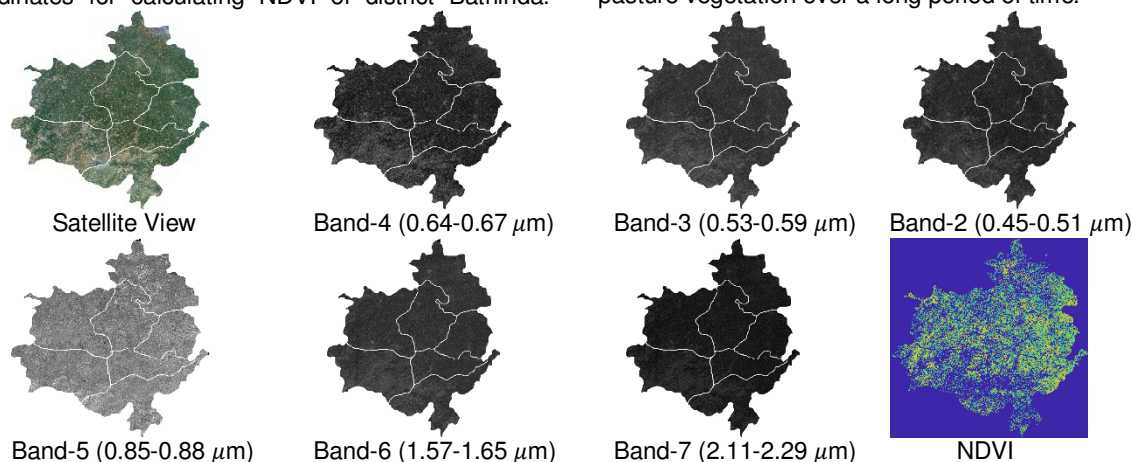 for calculating NDVI of district Bathinda.
pasture vegetation over a long period of time.
Satellite View
Band-4 (0.64-0.67 𝜇m)
Band-3 (0.53-0.59 𝜇m)
Band-2 (0.45-0.51 𝜇m)
Band-5 (0.85-0.88 𝜇m)
Band-6 (1.57-1.65 𝜇m)
Band-7 (2.11-2.29 𝜇m)
NDVI